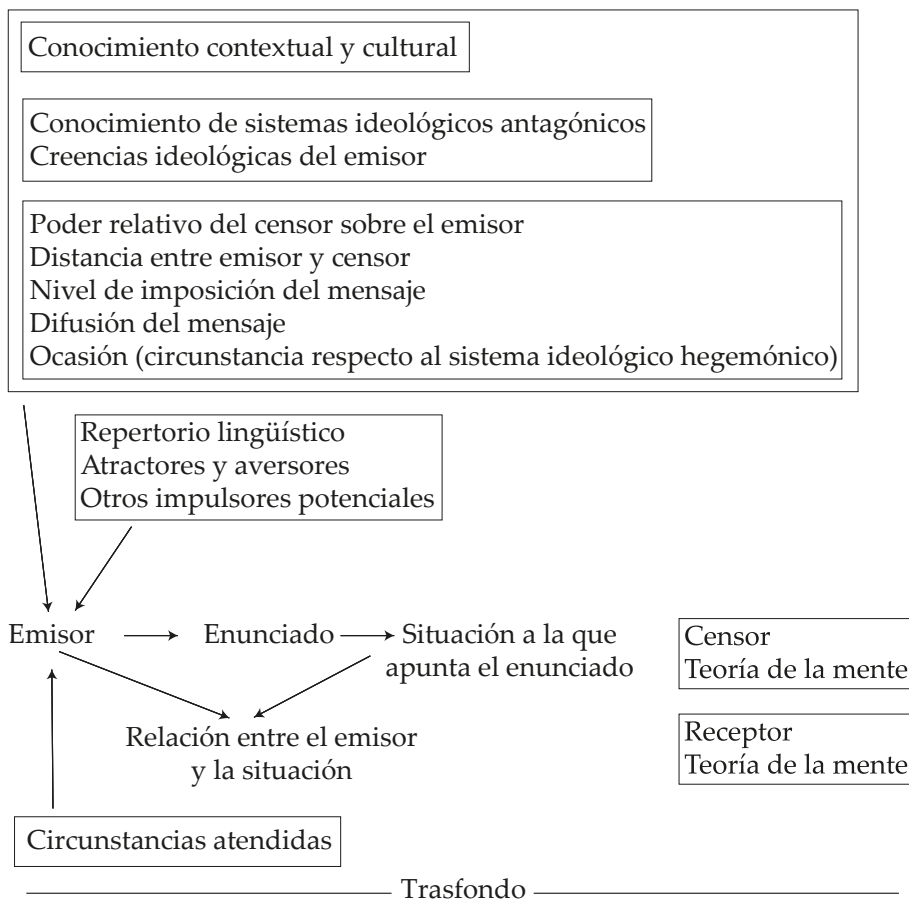 Conocimiento contextual y cultural
Conocimiento de sistemas ideológicos antagónicos
Creencias ideológicas del emisor
Poder relativo del censor sobre el emisor
Distancia entre emisor y censor
Nivel de imposición del mensaje
Difusión del mensaje
Ocasión (circunstancia respecto al sistema ideológico hegemónico)
Repertorio lingüístico
Atractores y aversores
Otros impulsores potenciales
Emisor
Enunciado
Situación a la que
apunta el enunciado
Censor
Teoría de la mente
Relación entre el emisor
y la situación
Receptor
Teoría de la mente
Circunstancias atendidas
Trasfondo